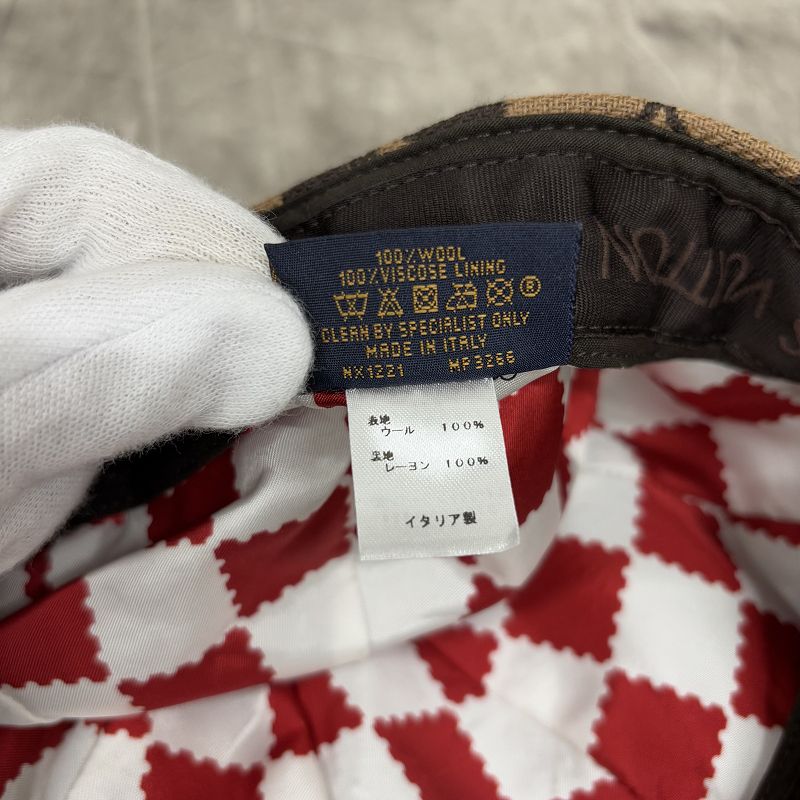 100%WOOL
100%VISCOSE LINING
CLEAN BY SPECIALIST ONLY
MADE IN ITALY
NX1221 MP3266
表地
ウール 100%
裏地
レーヨン 100%
イタリア製
VUITTON